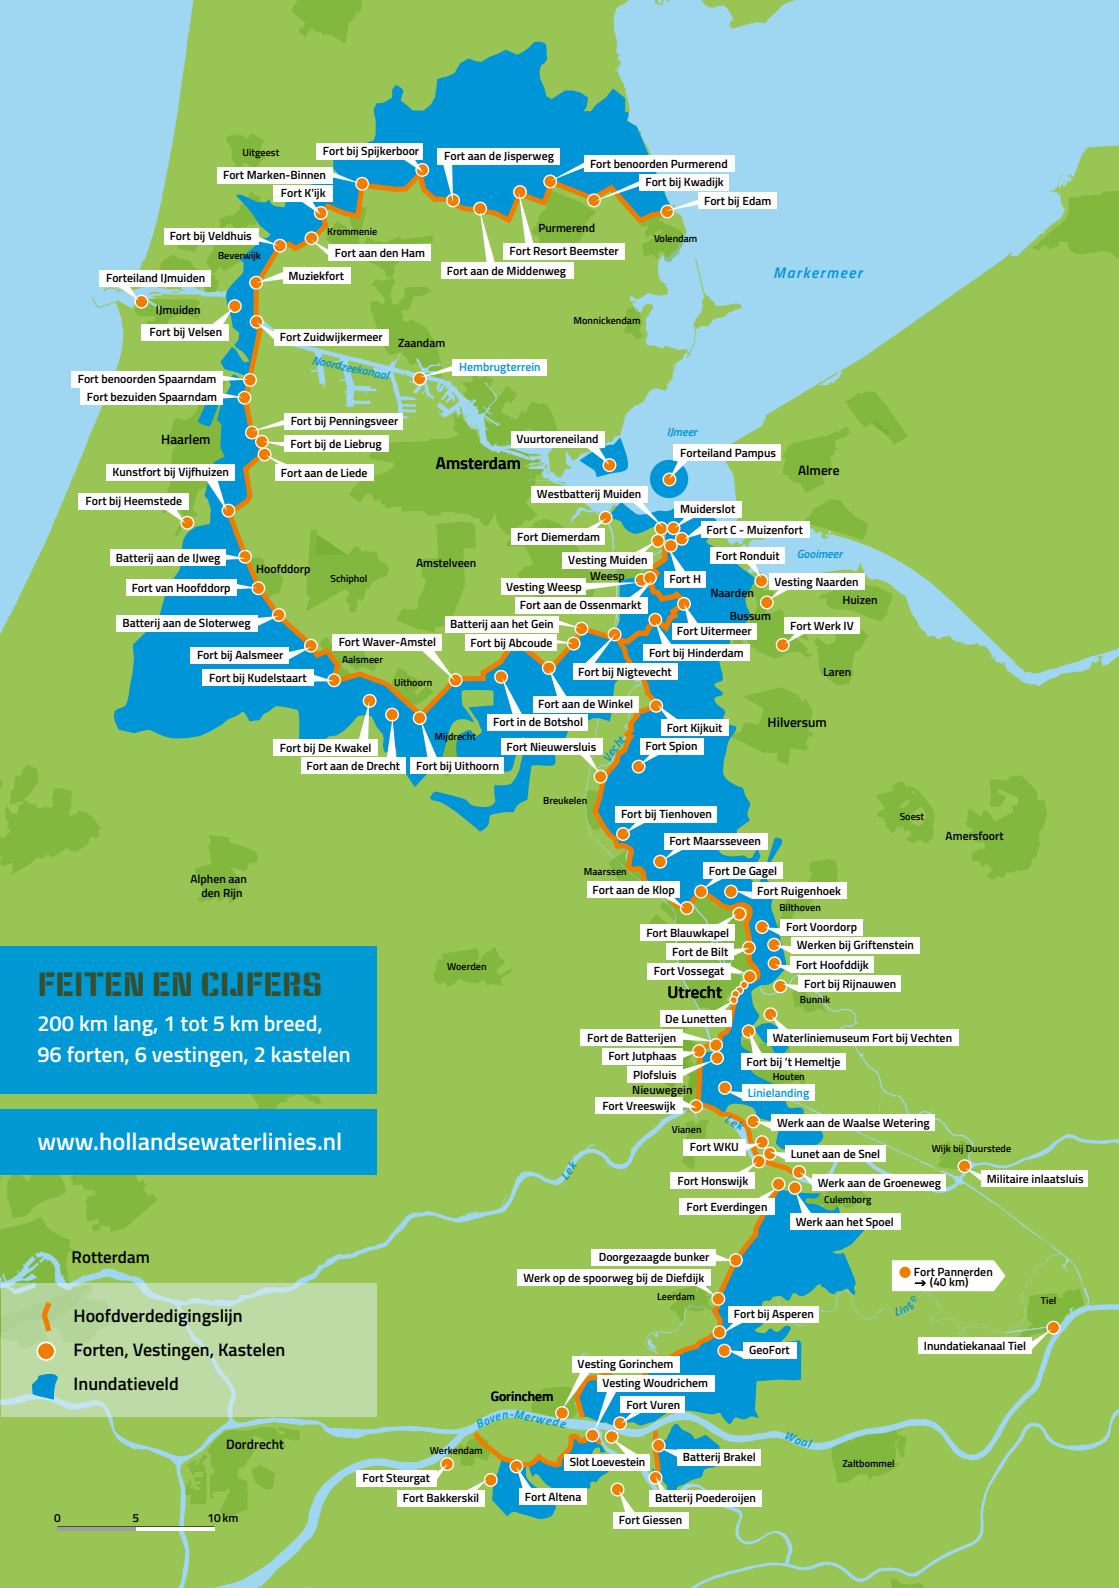 Uitgeest
Fort bij Spijkerboor
Fort aan de Jisperweg
Fort benoorden Purmerend
Fort Marken-Binnen
Fort bij Kwadijk
Fort K'ijk
Fort bij Edam
Krommenie
Purmerend
Fort bij Veldhuis
Volendam
Beverwijk
Fort aan den Ham
Fort Resort Beemster
Fort aan de Middenweg
Markermeer
Forteiland IJmuiden
Muziekfort
IJmuiden
Monnickendam
Fort bij Velsen
Fort Zuidwijkermeer
Zaandam
Noordzeekanaal
Hembrugterrein
Fort benoorden Spaarndam
Fort bezuiden Spaarndam
Fort bij Penningsveer
Haarlem
Fort bij de Liebrug
Vuurtoreneiland
IJmeer
Forteiland Pampus
Amsterdam
Almere
Kunstfort bij Vijfhuizen
Fort aan de Liede
Westbatterij Muiden
Fort bij Heemstede
Muiderslot
Fort C - Muizenfort
Fort Diemerdam
Batterij aan de IJweg
Vesting Muiden
Fort Ronduit
Gooimeer
Hoofddorp
Schiphol
Amstelveen
Weesp
Fort H
Vesting Naarden
Fort van Hoofddorp
Vesting Weesp
Naarden
Huizen
Fort aan de Ossenmarkt
Bussum
Batterij aan de Sloterweg
Batterij aan het Gein
Fort Uitermeer
Fort Werk IV
Fort Waver-Amstel
Fort bij Abcoude
Fort bij Hinderdam
Fort bij Aalsmeer
Aalsmeer
Fort bij Nigtevecht
Laren
Fort bij Kudelstaart
Uithoorn
Fort aan de Winkel
Fort in de Botshol
Fort Kijkuit
Hilversum
Mijdrecht
Fort bij De Kwakel
Fort Nieuwersluis
Vecht
Fort Spion
Fort aan de Drecht
Fort bij Uithoorn
Breukelen
Fort bij Tienhoven
Soest
Amersfoort
Fort Maarsseveen
Maarssen
Fort De Gagel
Alphen aan
den Rijn
Fort aan de Klop
Fort Ruigenhoek
Bilthoven
Fort Blauwkapel
Fort Voordorp
Fort de Bilt
Werken bij Griftenstein
Woerden
Fort Vossegat
Fort Hoofddijk
Fort bij Rijnauwen
Utrecht
Bunnik
De Lunetten
FEITEN EN CIJFERS
200 km lang, 1 tot 5 km breed,
96 forten, 6 vestingen, 2 kastelen
www.hollandsewaterlinies.nl
Fort de Batterijen
Waterliniemuseum Fort bij Vechten
Fort Jutphaas
Fort bij 't Hemeltje
Plofsluis
Houten
Nieuwegein
Linielanding
Fort Vreeswijk
Vianen
Lek
Werk aan de Waalse Wetering
Fort WKU
Lunet aan de Snel
Wijk bij Duurstede
Lek
Fort Honswijk
Werk aan de Groeneweg
Militaire inlaatsluis
Culemborg
Fort Everdingen
Werk aan het Spoel
Rotterdam
Doorgezaagde bunker
Werk op de spoorweg bij de Diefdijk
Fort Pannerden
→ (40 km)
Leerdam
Linge
Tiel
Hoofdverdedigingslijn
Fort bij Asperen
Forten, Vestingen, Kastelen
GeoFort
Inundatiekanaal Tiel
Inundatieveld
Vesting Gorinchem
Vesting Woudrichem
Gorinchem
Fort Vuren
Boven-Merwede
Waal
Dordrecht
Werkendam
Slot Loevestein
Batterij Brakel
Zaltbommel
Fort Steurgat
Fort Bakkerskil
Fort Altena
Batterij Poederoijen
Fort Giessen
0 5 10 km